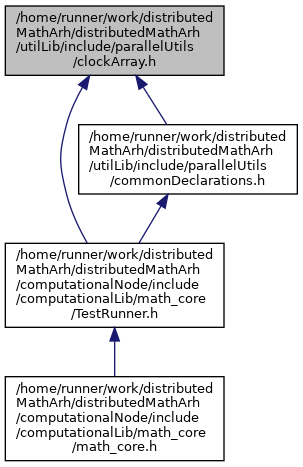 /home/runner/work/distributed
MathArh/distributedMathArh
/utilLib/include/parallelUtils
/clockArray.h
/home/runner/work/distributed
MathArh/distributedMathArh
/utilLib/include/parallelUtils
/commonDeclarations.h
/home/runner/work/distributed
MathArh/distributedMathArh
/computationalNode/include
/computationalLib/math_core
/TestRunner.h
/home/runner/work/distributed
MathArh/distributedMathArh
/computationalNode/include
/computationalLib/math_core
/math_core.h